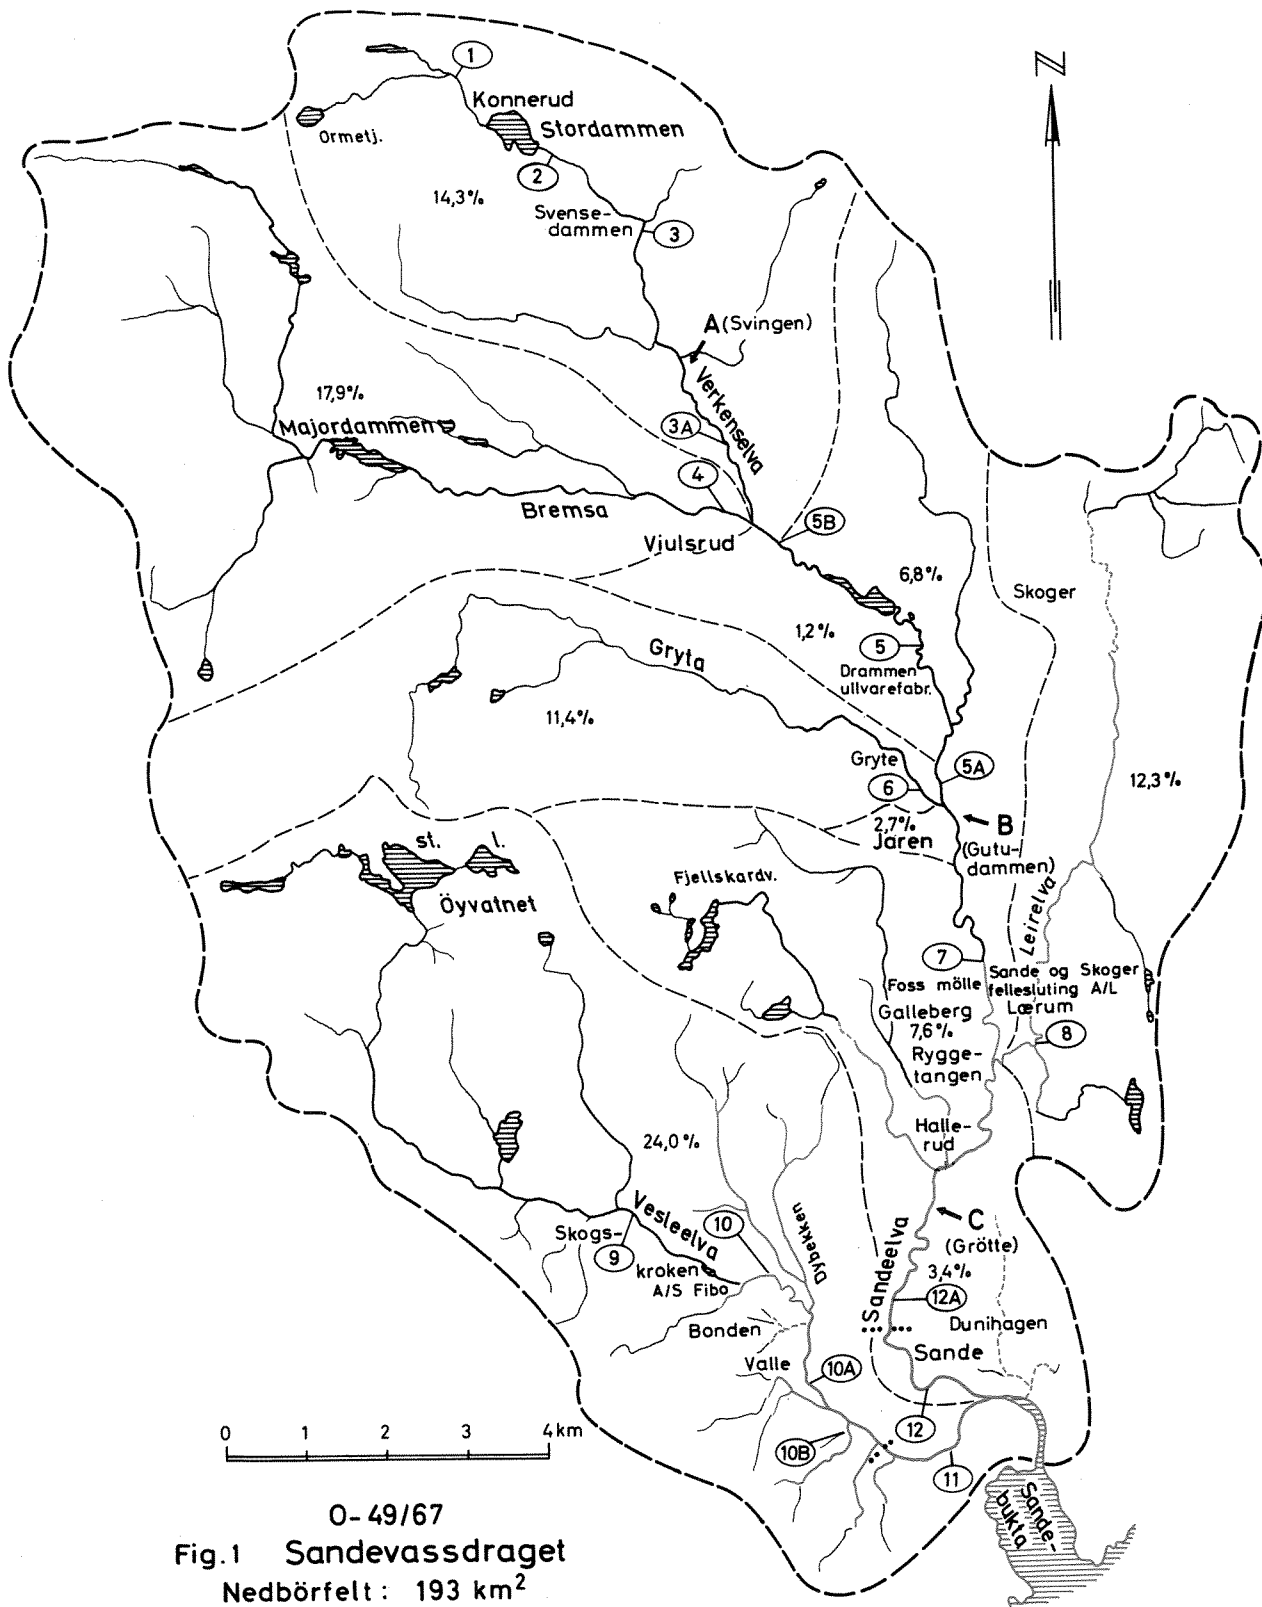 N
1
Konnerud
Stordammen
Ormetj.
2
14,3%
Svense-
dammen
3
A (Svingen)
Verkenselva
17,9%
Majordammen
3A
4
Bremsa
5B
Vjulsrud
6,8%
Skoger
1,2%
Gryta
5
Drammen
ullvarefabr.
11,4%
Gryte
5A
6
12,3%
2,7%
Jaren
B
(Gutu-
dammen)
st. l.
Öyvatnet
Fjellskardv.
Leirelva
7
Foss mölle
Sande og Skoger
fellesluting A/L
Lærum
Galleberg
7,6%
8
Rygge-
tangen
Halle-
rud
24,0%
Vesleelva
10
Dybekken
Sandeelva
C
(Grötte)
Skogs-
9
kroken
A/S Fibo
3,4%
12A
Bonden
Dunihagen
Valle
Sande
10A
12
10B
11
0 1 2 3 4 km
Sande-
bukta
O-49/67
Fig.1 Sandevassdraget
Nedbörfelt: 193 km²